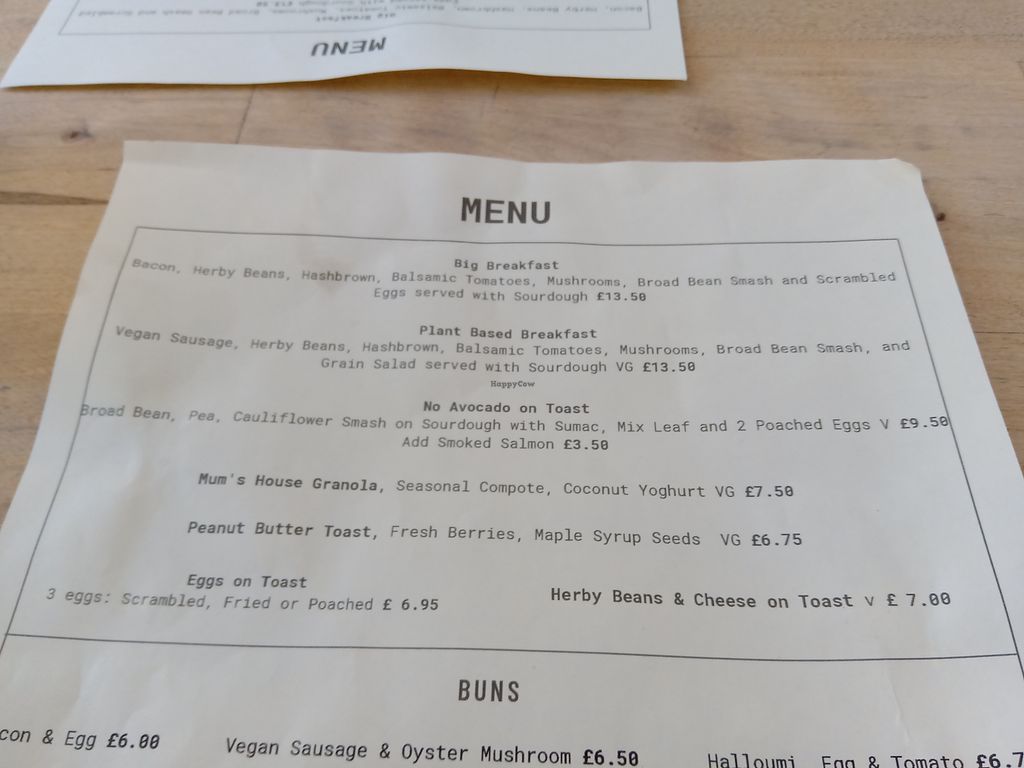 MENU
MENU
Big Breakfast
Bacon, Herby Beans, Hashbrown, Balsamic Tomatoes, Mushrooms, Broad Bean Smash and Scrambled
Eggs served with Sourdough £13.50
Plant Based Breakfast
Vegan Sausage, Herby Beans, Hashbrown, Balsamic Tomatoes, Mushrooms, Broad Bean Smash, and
Grain Salad served with Sourdough VG £13.50
HappyCow
No Avocado on Toast
Broad Bean, Pea, Cauliflower Smash on Sourdough with Sumac, Mix Leaf and 2 Poached Eggs V £9.50
Add Smoked Salmon £3.50
Mum's House Granola, Seasonal Compote, Coconut Yoghurt VG £7.50
Peanut Butter Toast, Fresh Berries, Maple Syrup Seeds VG £6.75
Eggs on Toast
3 eggs: Scrambled, Fried or Poached £ 6.95
Herby Beans & Cheese on Toast v £ 7.00
BUNS
con & Egg £6.00
Vegan Sausage & Oyster Mushroom £6.50
Halloumi, Egg & Tomato £6.7